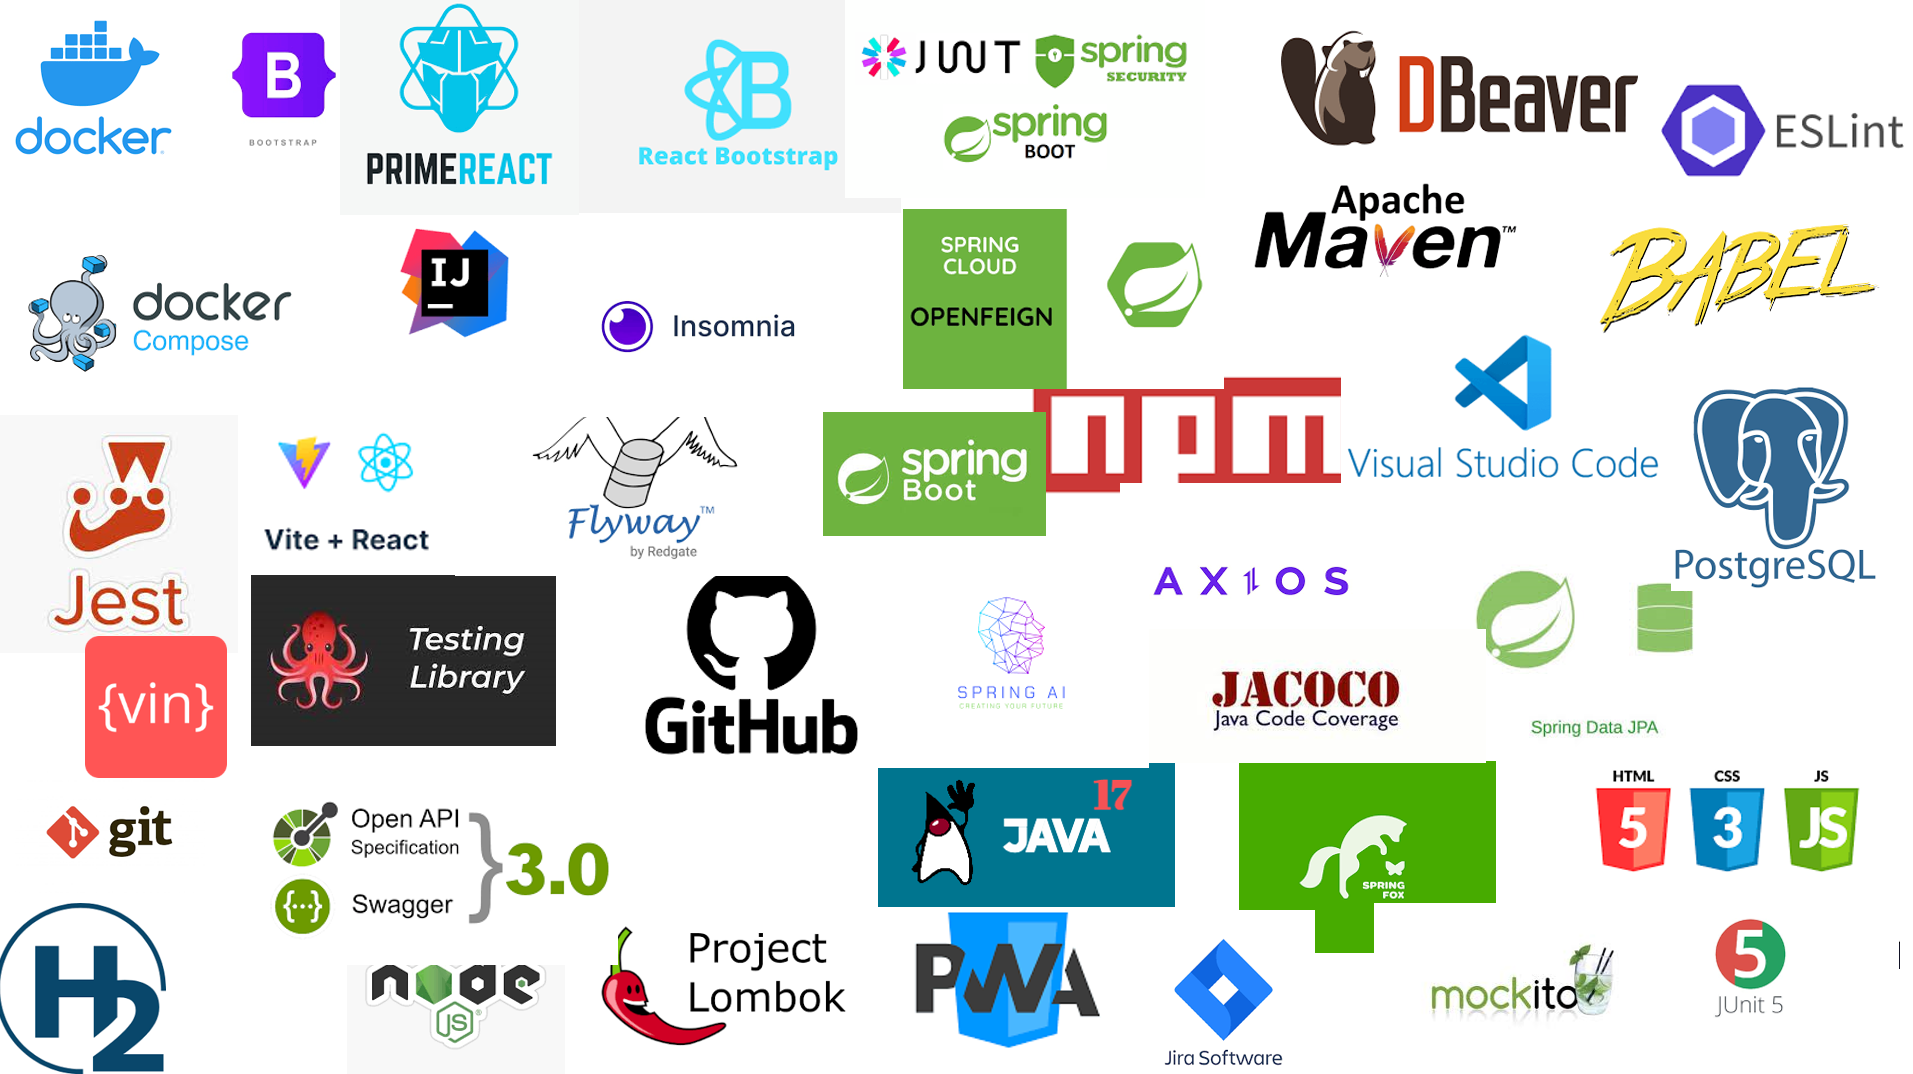 docker
B
BOOTSTRAP
PRIMEREACT
B
React Bootstrap
JWT
spring
SECURITY
spring
BOOT
DBeaver
ESLint
docker
Compose
IJ
Insomnia
SPRING
CLOUD
OPENFEIGN
Apache
Maven™
BABEL
Jest
Vite + React
Flyway™
by Redgate
spring
Boot
npm
Visual Studio Code
PostgreSQL
{vin}
Testing
Library
GitHub
SPRING AI
CREATING YOUR FUTURE
AXIOS
JACOCO
Java Code Coverage
Spring Data JPA
git
Open API
Specification
Swagger
3.0
{···}
17
JAVA
SPRING
FOX
HTML CSS JS
5 3 JS
H2
node
JS®
Project
Lombok
PWA
Jira Software
mockito
5
JUnit 5